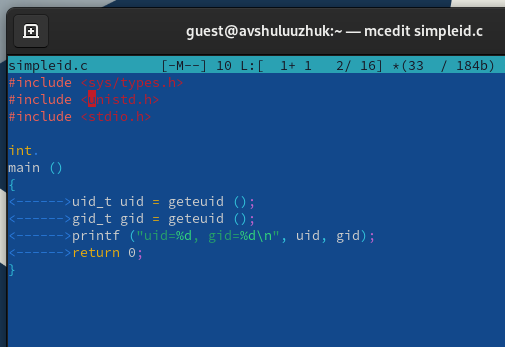 guest@avshuluuzhuk:~ — mcedit simpleid.c
simpleid.c [-M--] 10 L:[ 1+ 1 2/ 16] *(33 / 184b)
#include <sys/types.h>
#include <unistd.h>
#include <stdio.h>
int.
main ()
{
<------>uid_t uid = geteuid ();
<------>gid_t gid = geteuid ();
<------>printf ("uid=%d, gid=%d\n", uid, gid);
<------>return 0;
}